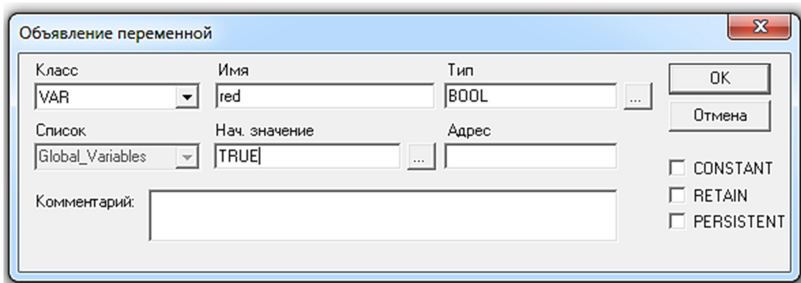 Объявление переменной
Класс Имя Тип
VAR red BOOL ... OK
Отмена
Список Нач. значение Адрес
Global_Variables TRUE ...
CONSTANT
RETAIN
PERSISTENT
Комментарий: